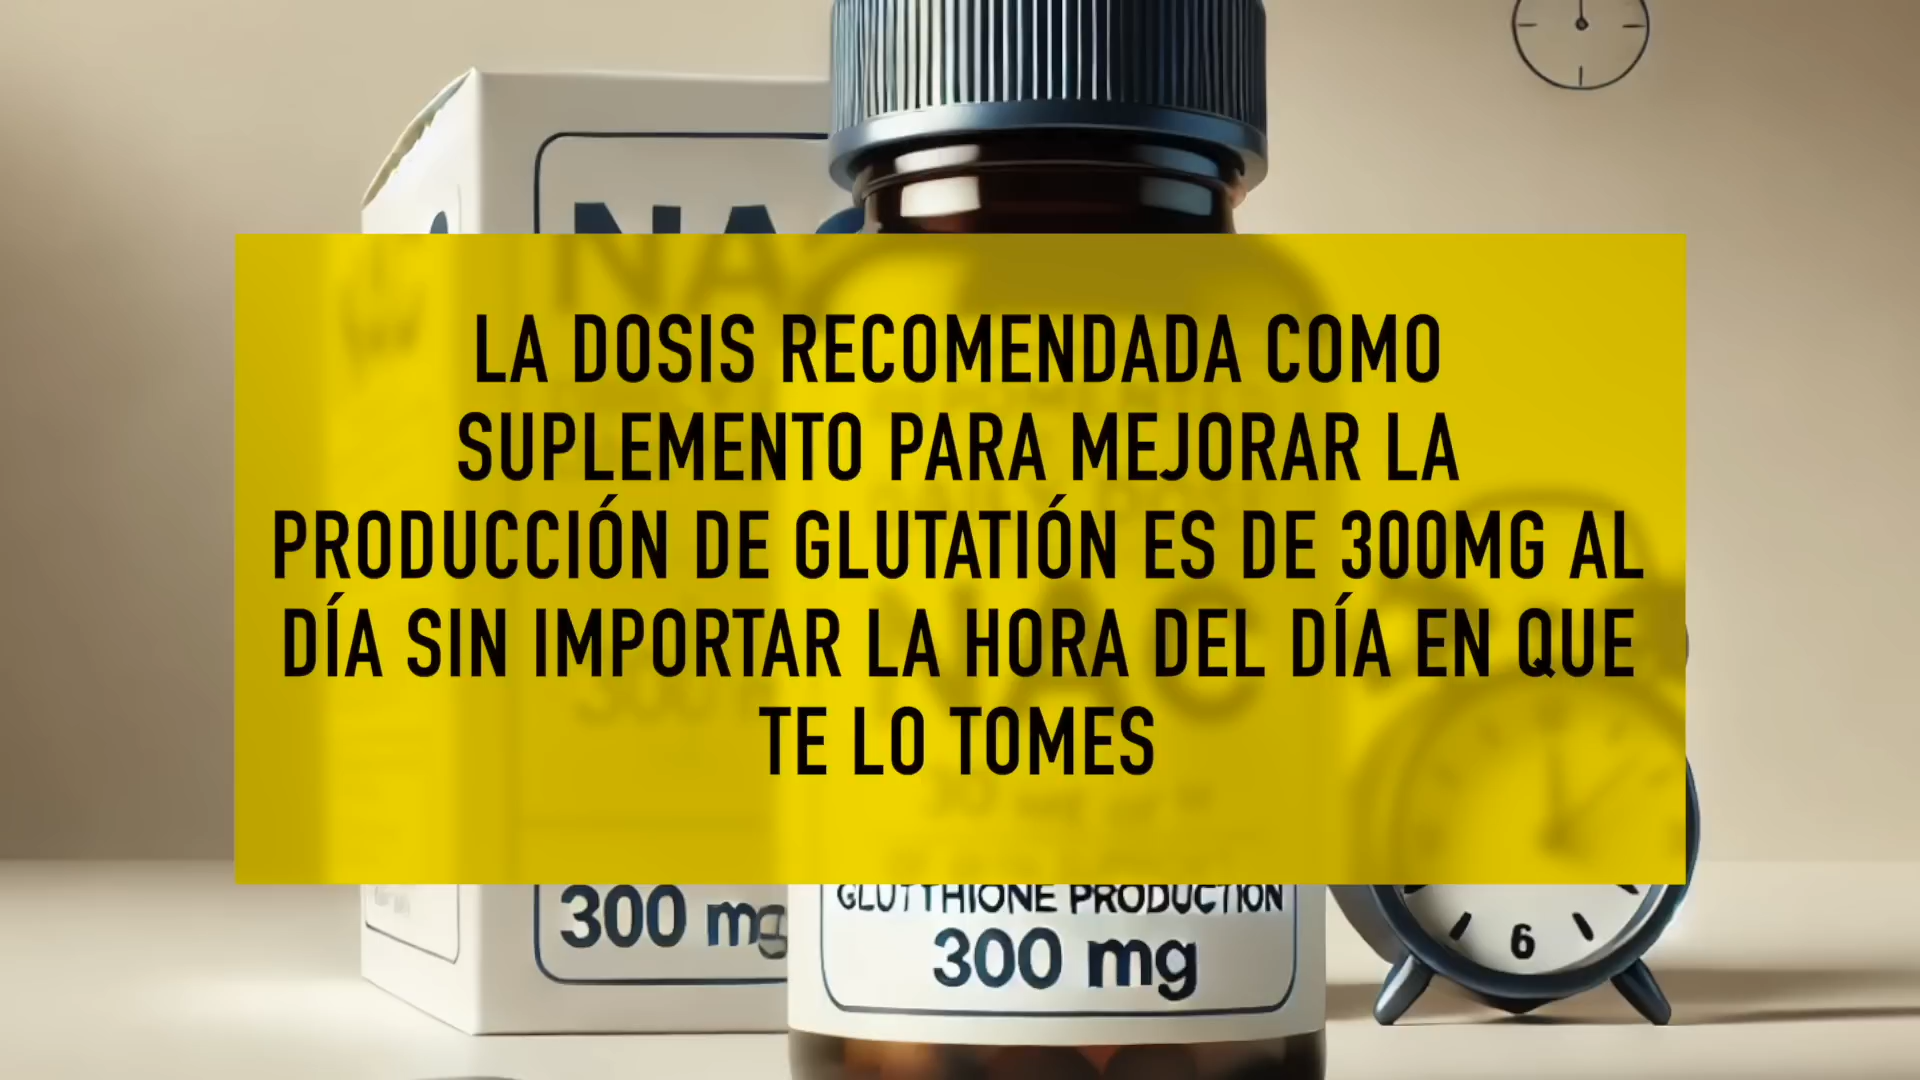 LA DOSIS RECOMENDADA COMO
SUPLEMENTO PARA MEJORAR LA
PRODUCCIÓN DE GLUTATIÓN ES DE 300MG AL
DÍA SIN IMPORTAR LA HORA DEL DÍA EN QUE
TE LO TOMES
300 mg
GLUTTHIONE PRODUCTION
300 mg
6